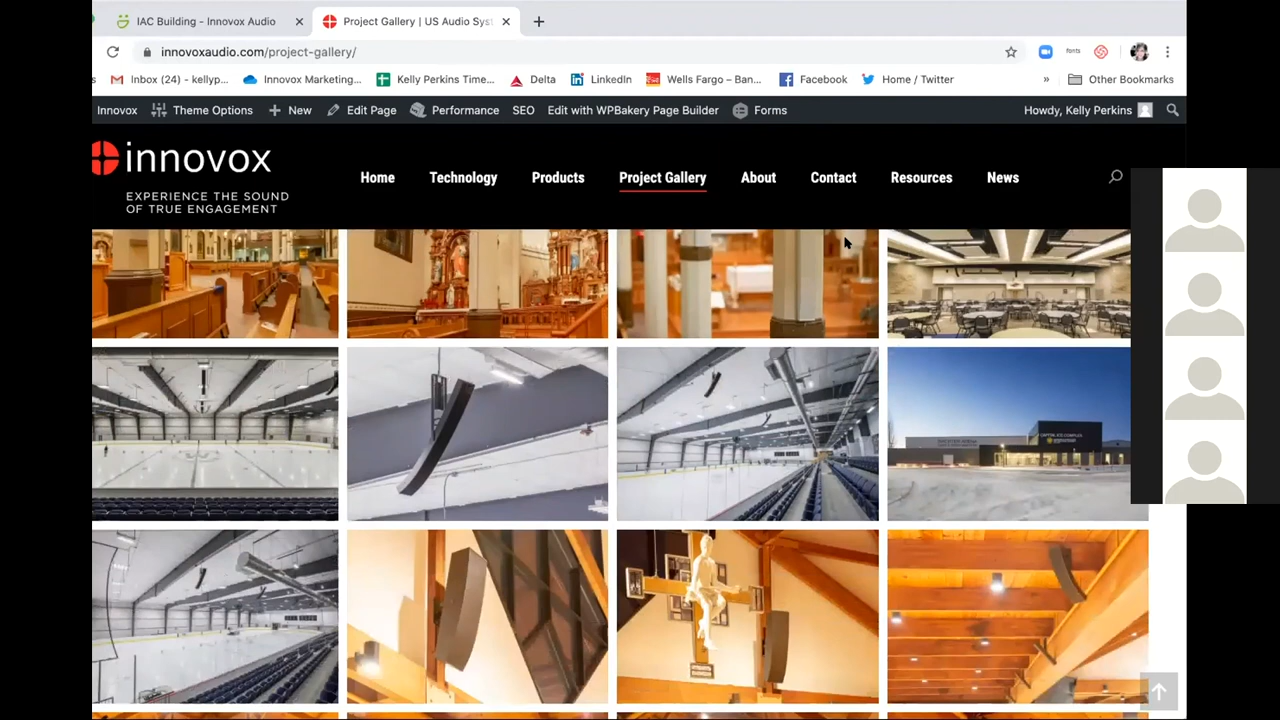 IAC Building - Innovox Audio
Project Gallery | US Audio Sys
innovoxaudio.com/project-gallery/
fonts
s Inbox (24) - kellyp... Innovox Marketing... Kelly Perkins Time... Delta LinkedIn Wells Fargo – Ban... Facebook Home / Twitter » Other Bookmarks
Innovox Theme Options New Edit Page Performance SEO Edit with WPBakery Page Builder Forms Howdy, Kelly Perkins
innovox
EXPERIENCE THE SOUND
OF TRUE ENGAGEMENT
Home Technology Products Project Gallery About Contact Resources News